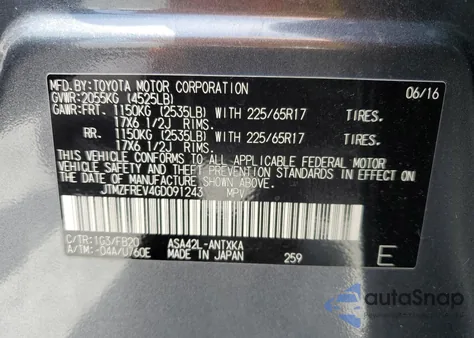 MFD.BY: TOYOTA MOTOR CORPORATION 06/16
GVWR: 2055KG (4525LB)
GAWR: FRT. 1150KG (2535LB) WITH 225/65R17 TIRES.
17X6 1/2J RIMS.
RR. 1150KG (2535LB) WITH 225/65R17 TIRES.
17X6 1/2J RIMS.
THIS VEHICLE CONFORMS TO ALL APPLICABLE FEDERAL MOTOR
VEHICLE SAFETY AND THEFT PREVENTION STANDARDS IN EFFECT ON
THE DATE OF MANUFACTURE SHOWN ABOVE.
JTMZFREV4GD091243 MPV
C/TR: 1G3/FB20 ASA42L-ANTXKA
A/TM: -04A/U760E MADE IN JAPAN 259 E
autoSnap